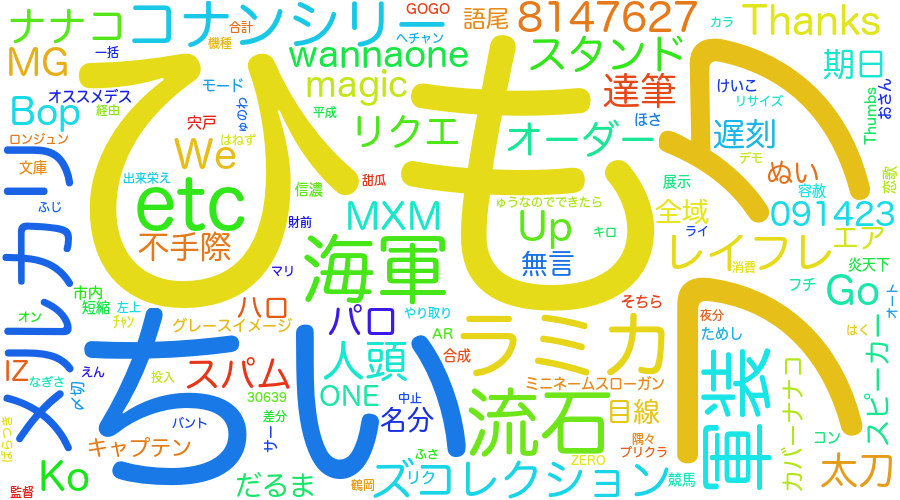 ナナコ
コナンシリー
合計
GOGO
語尾
8147627
カラ
Thanks
機種
ヘチャン
MG
一括
wannaone
スタンド
期日
オススメデス
モード
magic
達筆
けいこ
Thumbs
おさん
Bop
経由
ゅのわ
平成
リサイズ
ロンジュン
宍戸
はねず
リクエ
オーダー
ほさ
遅刻
文庫
We
デモ
ぬい
恋歌
出来栄え
信濃
甜瓜
展示
容赦
ひも
etc
ゅうなのでできたら
全域
091423
ふじ
財前
MXM
Up
キロ
ライ
エア
不手際
無言
レイフレ
メルカリ
マリ
海軍
消費
炎天下
市内
フチ
Go
オート
短縮
左上
ハロ
パロ
やり取り
そちら
オン
チャン
グレースイメージ
AR
ラミカ
夜分
ためし
はく
ちい
人頭
合成
IZ
えん
スパム
ミニネームスローガン
軍装
スピーカー
なぎさ
投入
30639
ONE
中止
流石
目線
カバーナナコ
〆切
差分
名分
バント
隅々
コン
ばらつき
キャプテン
サー
ふさ
プリクラ
太刀
Ko
だるま
ズコレクション
リク
ZERO
競馬
監督
鶴岡